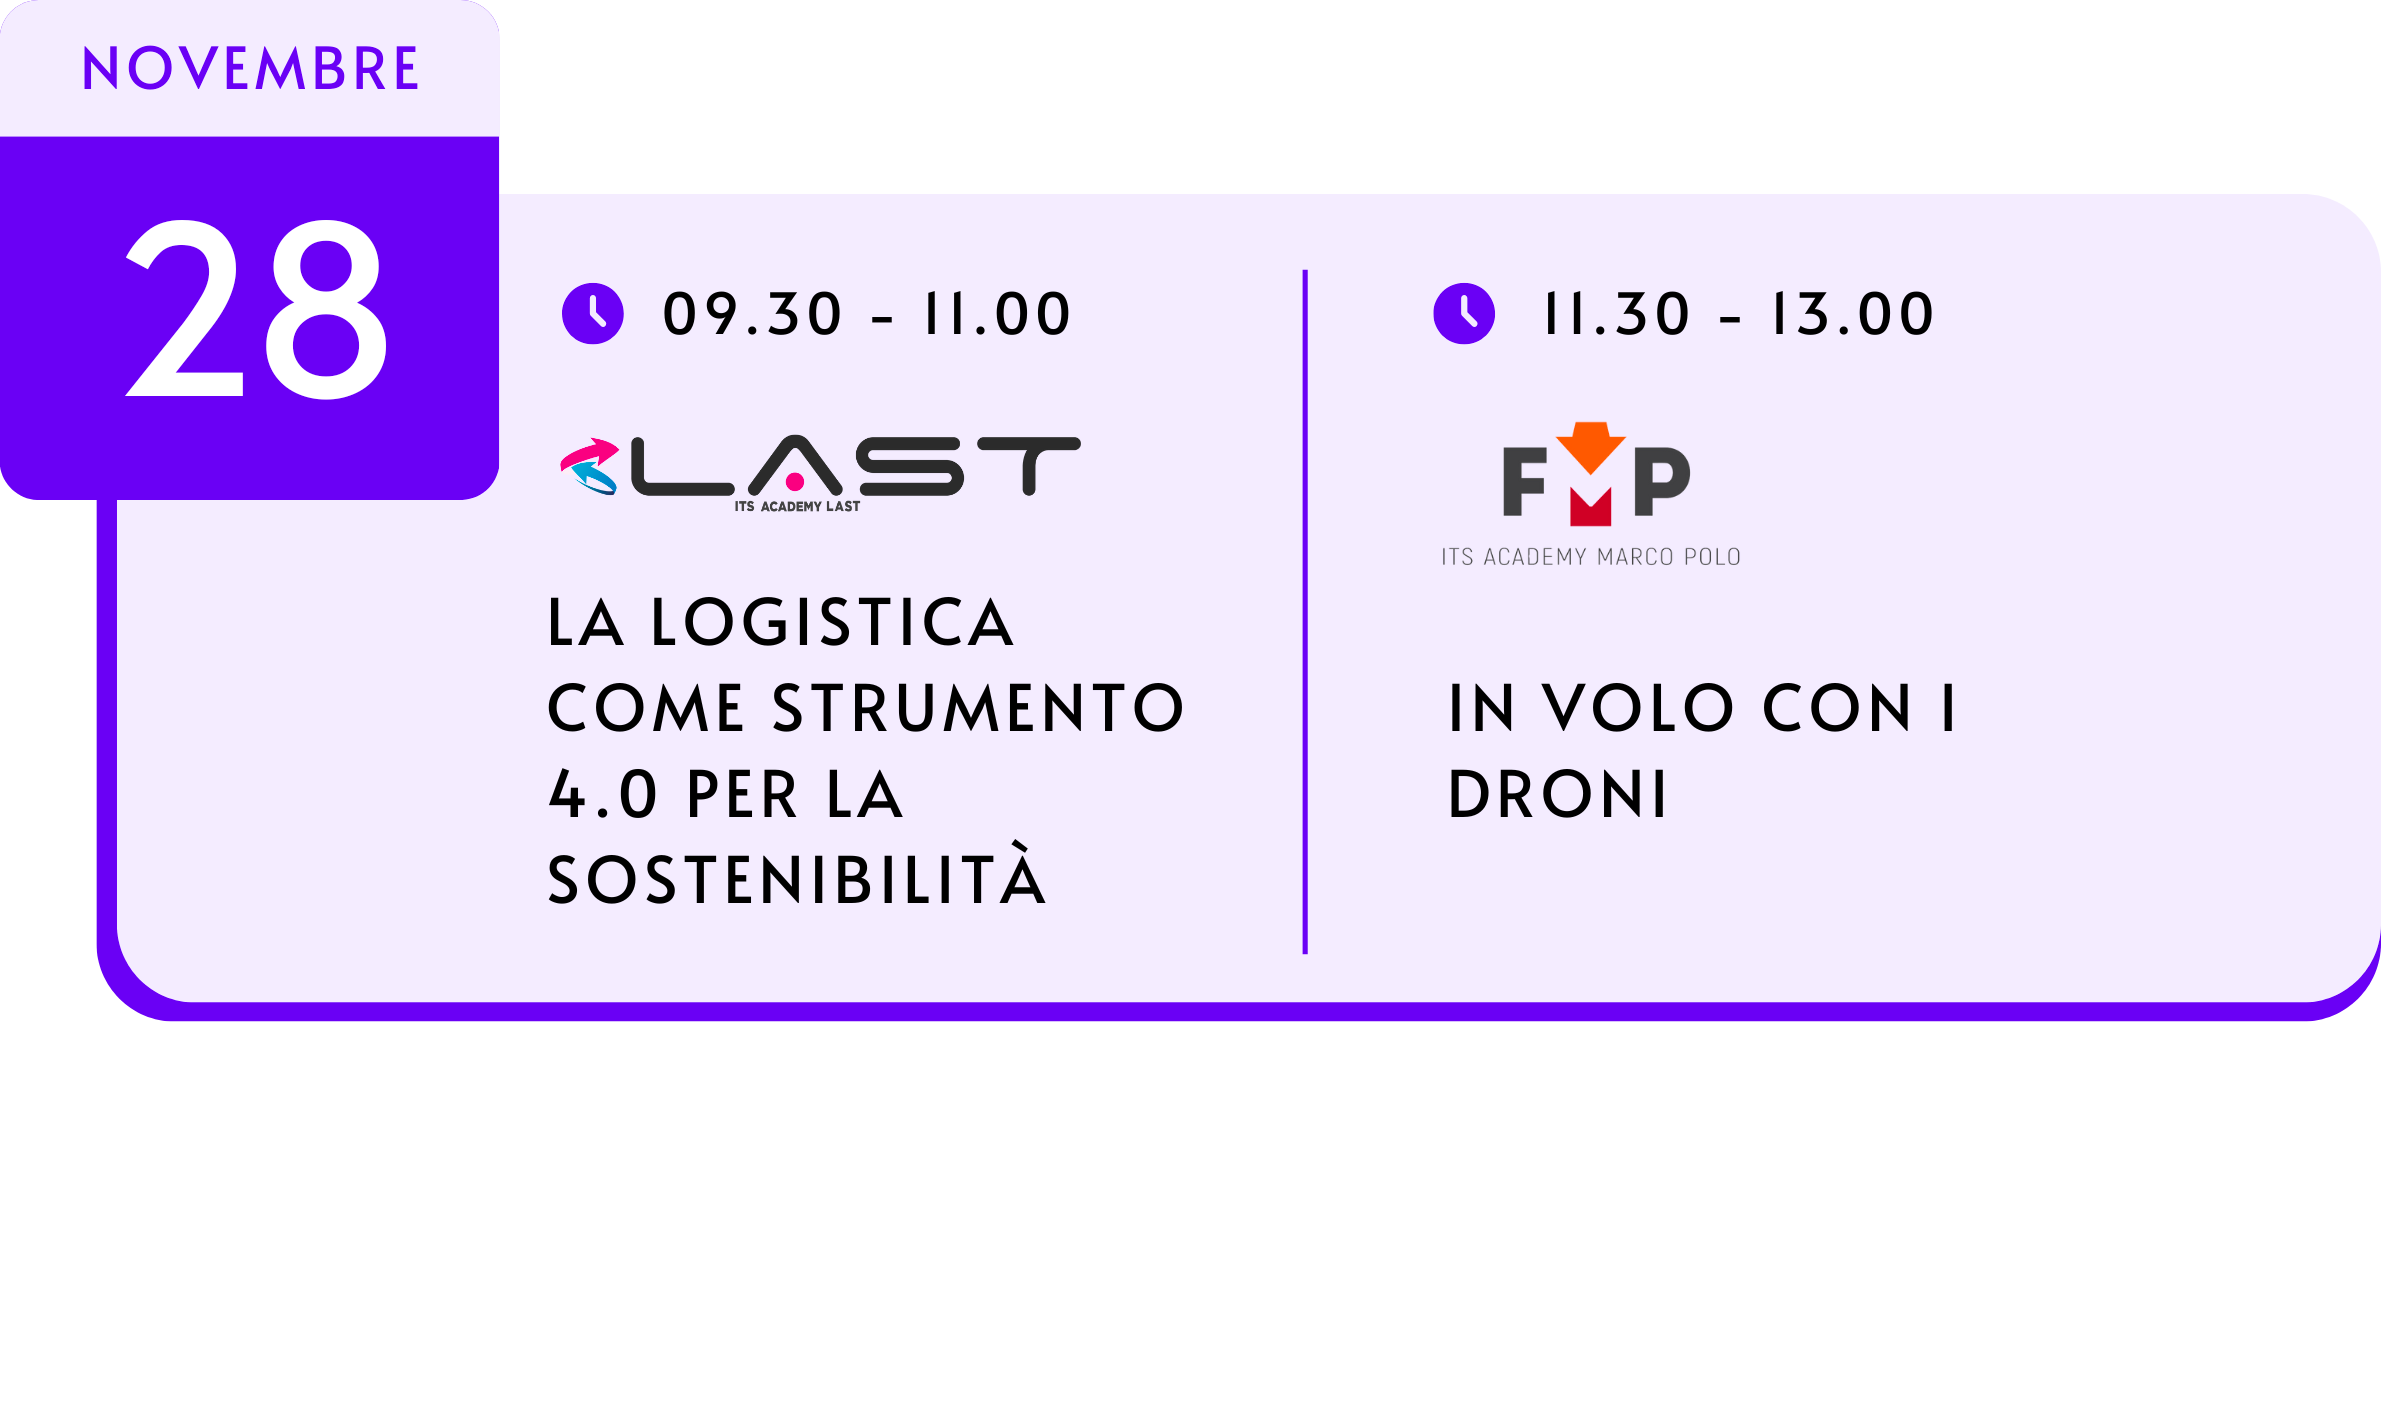 NOVEMBRE
28
09.30 - 11.00
LAST
ITS ACADEMY LAST
LA LOGISTICA
COME STRUMENTO
4.0 PER LA
SOSTENIBILITÀ
11.30 - 13.00
FMP
ITS ACADEMY MARCO POLO
IN VOLO CON I
DRONI